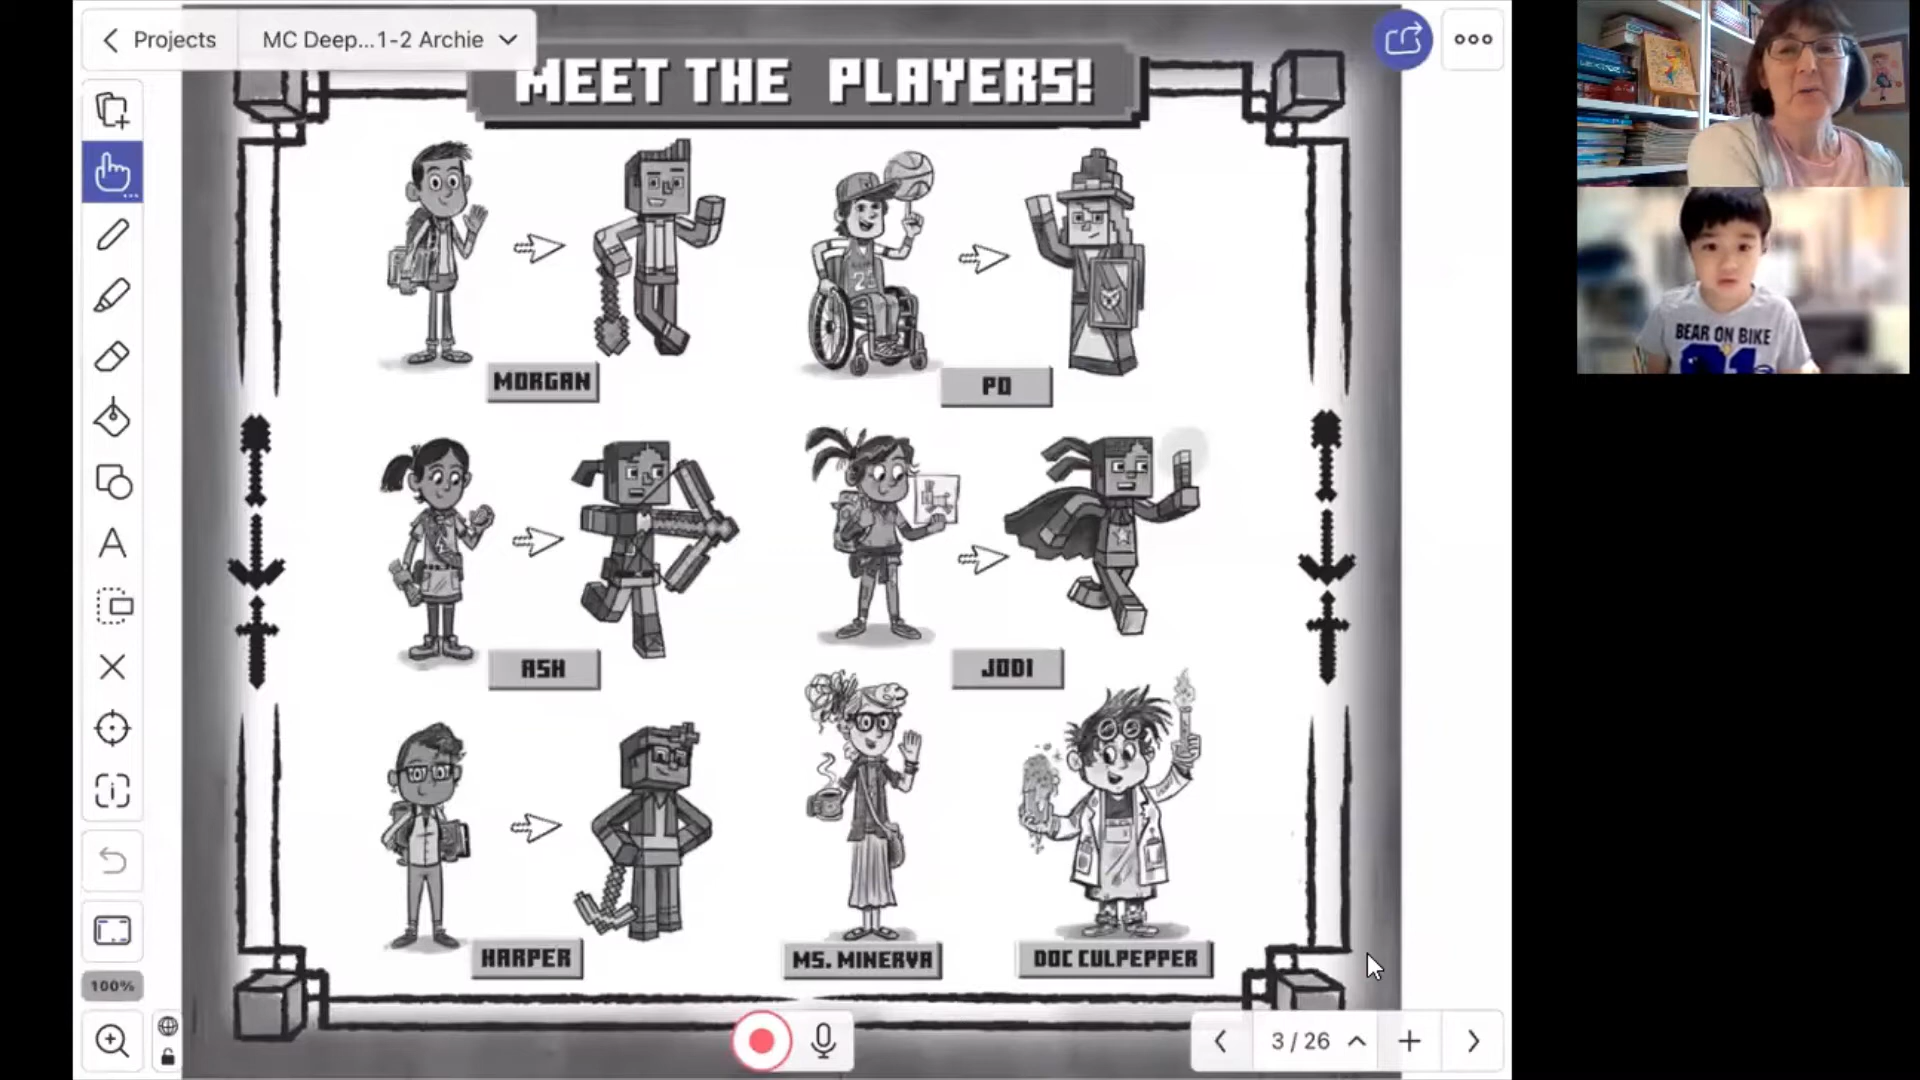 Projects
MC Deep...1-2 Archie
MEET THE PLAYERS!
MORGAN
PO
ASH
JODI
HARPER
MS. MINERVA
DOC CULPEPPER
100%
3 / 26
BEAR ON BIKE